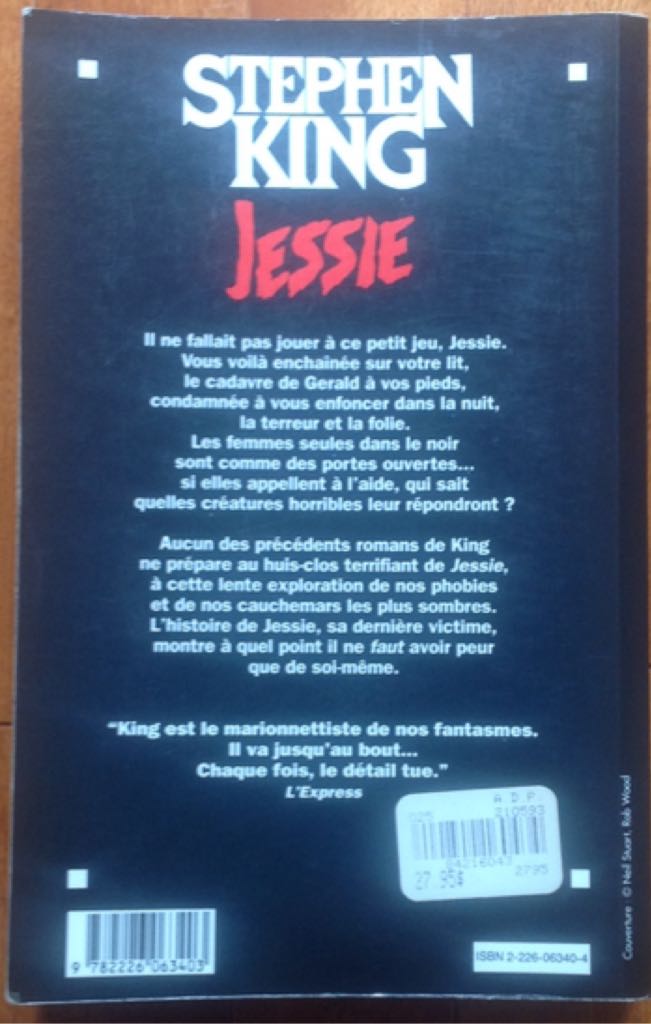 STEPHEN
KING
JESSIE
Il ne fallait pas jouer à ce petit jeu, Jessie.
Vous voilà enchaînée sur votre lit,
le cadavre de Gerald à vos pieds,
condamnée à vous enfoncer dans la nuit,
la terreur et la folie.
Les femmes seules dans le noir
sont comme des portes ouvertes...
si elles appellent à l'aide, qui sait
quelles créatures horribles leur répondront ?
Aucun des précédents romans de King
ne prépare au huis-clos terrifiant de Jessie,
à cette lente exploration de nos phobies
et de nos cauchemars les plus sombres.
L'histoire de Jessie, sa dernière victime,
montre à quel point il ne faut avoir peur
que de soi-même.
"King est le marionnettiste de nos fantasmes.
Il va jusqu'au bout...
Chaque fois, le détail tue."
L'Express
A.D.P.
025 210593
84216043
27.95$ 2795
9 782226 063403
ISBN 2-226-06340-4
Couverture : © Neil Stuart, Rob Wood